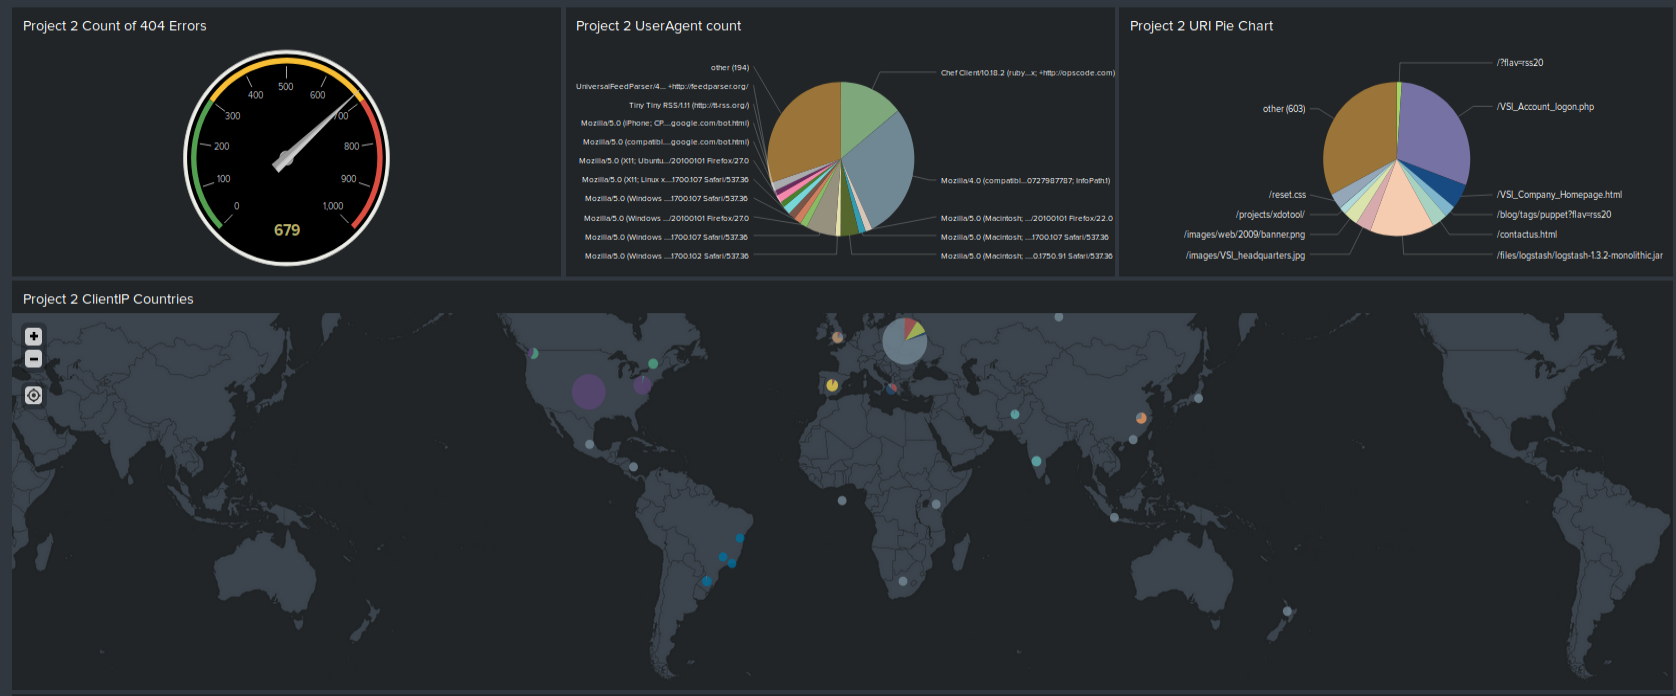 Project 2 Count of 404 Errors
0
100
200
300
400
500
600
700
800
900
1,000
679
Project 2 UserAgent count
other (194)
UniversalFeedParser/4... +http://feedparser.org/
Tiny Tiny RSS/1.11 (http://tt-rss.org/)
Mozilla/5.0 (iPhone; CP....google.com/bot.html)
Mozilla/5.0 (compatibl....google.com/bot.html)
Mozilla/5.0 (X11; Ubuntu.../20100101 Firefox/27.0
Mozilla/5.0 (X11; Linux x....1700.107 Safari/537.36
Mozilla/5.0 (Windows ....1700.107 Safari/537.36
Mozilla/5.0 (Windows .../20100101 Firefox/27.0
Mozilla/5.0 (Windows ....1700.107 Safari/537.36
Mozilla/5.0 (Windows ....1700.102 Safari/537.36
Chef Client/10.18.2 (ruby...x; +http://opscode.com)
Mozilla/4.0 (compatibl...0727987787; InfoPath.1)
Mozilla/5.0 (Macintosh; .../20100101 Firefox/22.0
Mozilla/5.0 (Macintosh; ....1700.107 Safari/537.36
Mozilla/5.0 (Macintosh; ....0.1750.91 Safari/537.36
Project 2 URI Pie Chart
other (603)
/reset.css
/projects/xdotool/
/images/web/2009/banner.png
/images/VSI_headquarters.jpg
/?flav=rss20
/VSI_Account_logon.php
/VSI_Company_Homepage.html
/blog/tags/puppet?flav=rss20
/contactus.html
/files/logstash/logstash-1.3.2-monolithic.jar
Project 2 ClientIP Countries
+
−